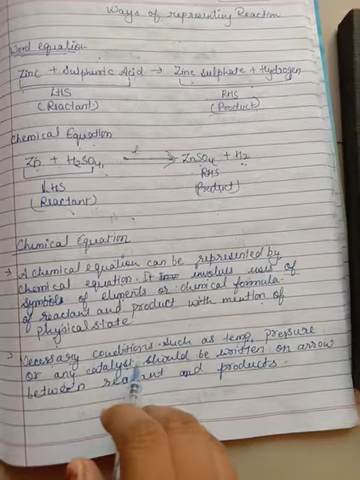 Ways of representing Reaction
Word equation
Zinc + Sulphuric Acid → Zinc sulphate + Hydrogen
LHS RHS
(Reactant) (Product)
Chemical Equation
Zn + H2SO4 → ZnSO4 + H2
LHS RHS
(Reactant) Product)
Chemical Equation
→ A chemical equation can be represented by
chemical equation. It involves uses of
symbols of elements or chemical formula
of reactant and product with mention of
physical state
→ Necessary conditions such as temp, pressure
or any catalyst should be written on arrow
between reactant and products.